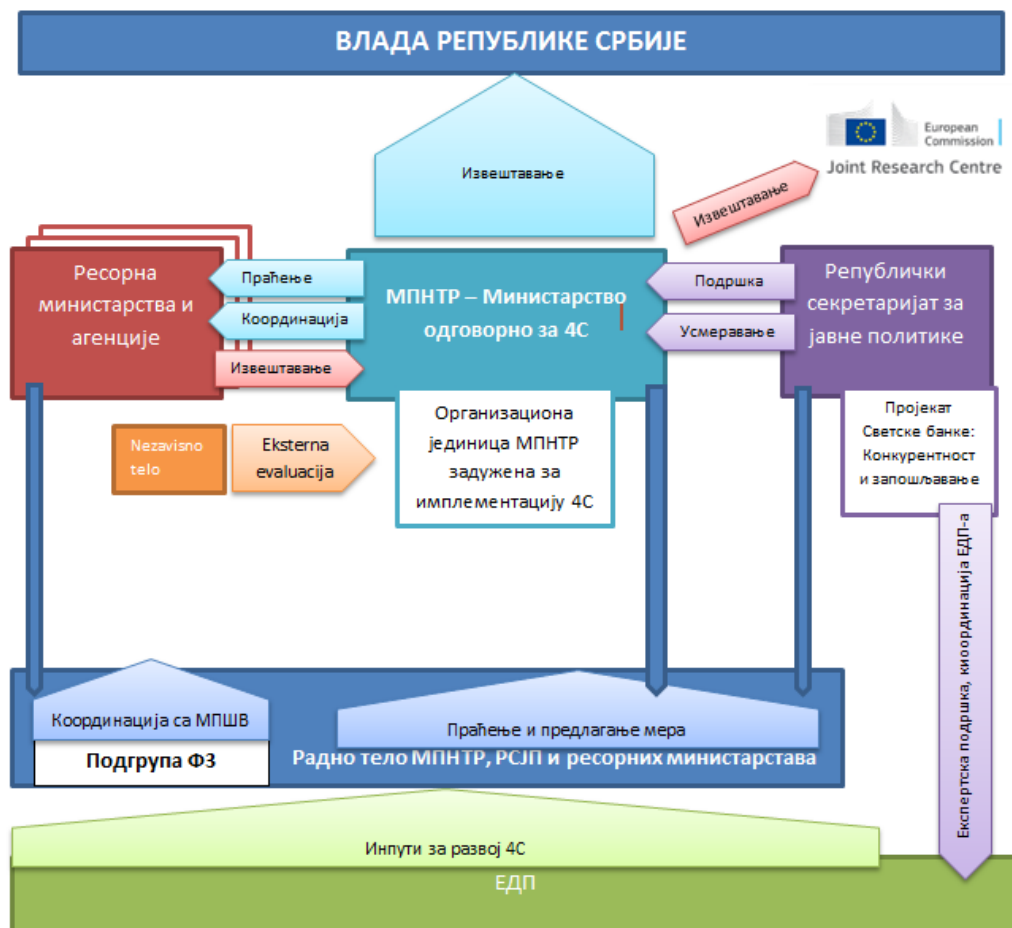 ВЛАДА РЕПУБЛИКЕ СРБИЈЕ
European
Commission
Joint Research Centre
Извештавање
Извештавање
Ресорна
министарства и
агенције
Праћење
Координација
Извештавање
МПНТР – Министарство
одговорно за 4С
Подршка
Усмеравање
Републички
секретаријат за
јавне политике
Nezavisno
telo
Eksterna
evaluacija
Организациона
јединица МПНТР
задужена за
имплементацију 4С
Пројекат
Светске банке:
Конкурентност
и запошљавање
Експертска подршка, киоординација ЕДП-а
Координација са МПШВ
Подгрупа ФЗ
Праћење и предлагање мера
Радно тело МПНТР, РСЈП и ресорних министарстава
Инпути за развој 4С
ЕДП